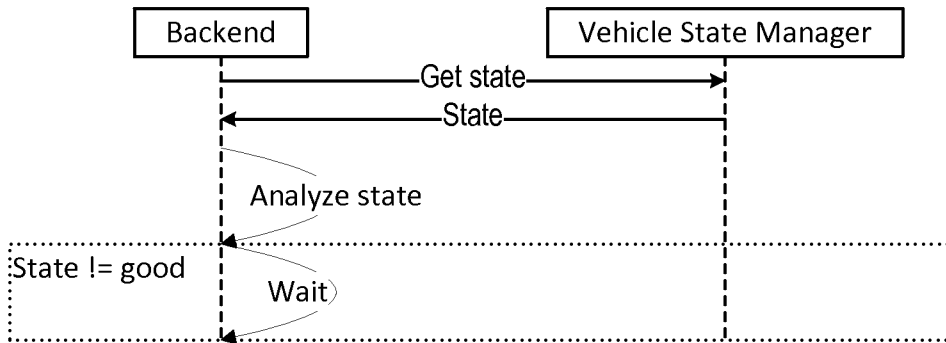 Backend
Vehicle State Manager
Get state
State
Analyze state
State != good
Wait